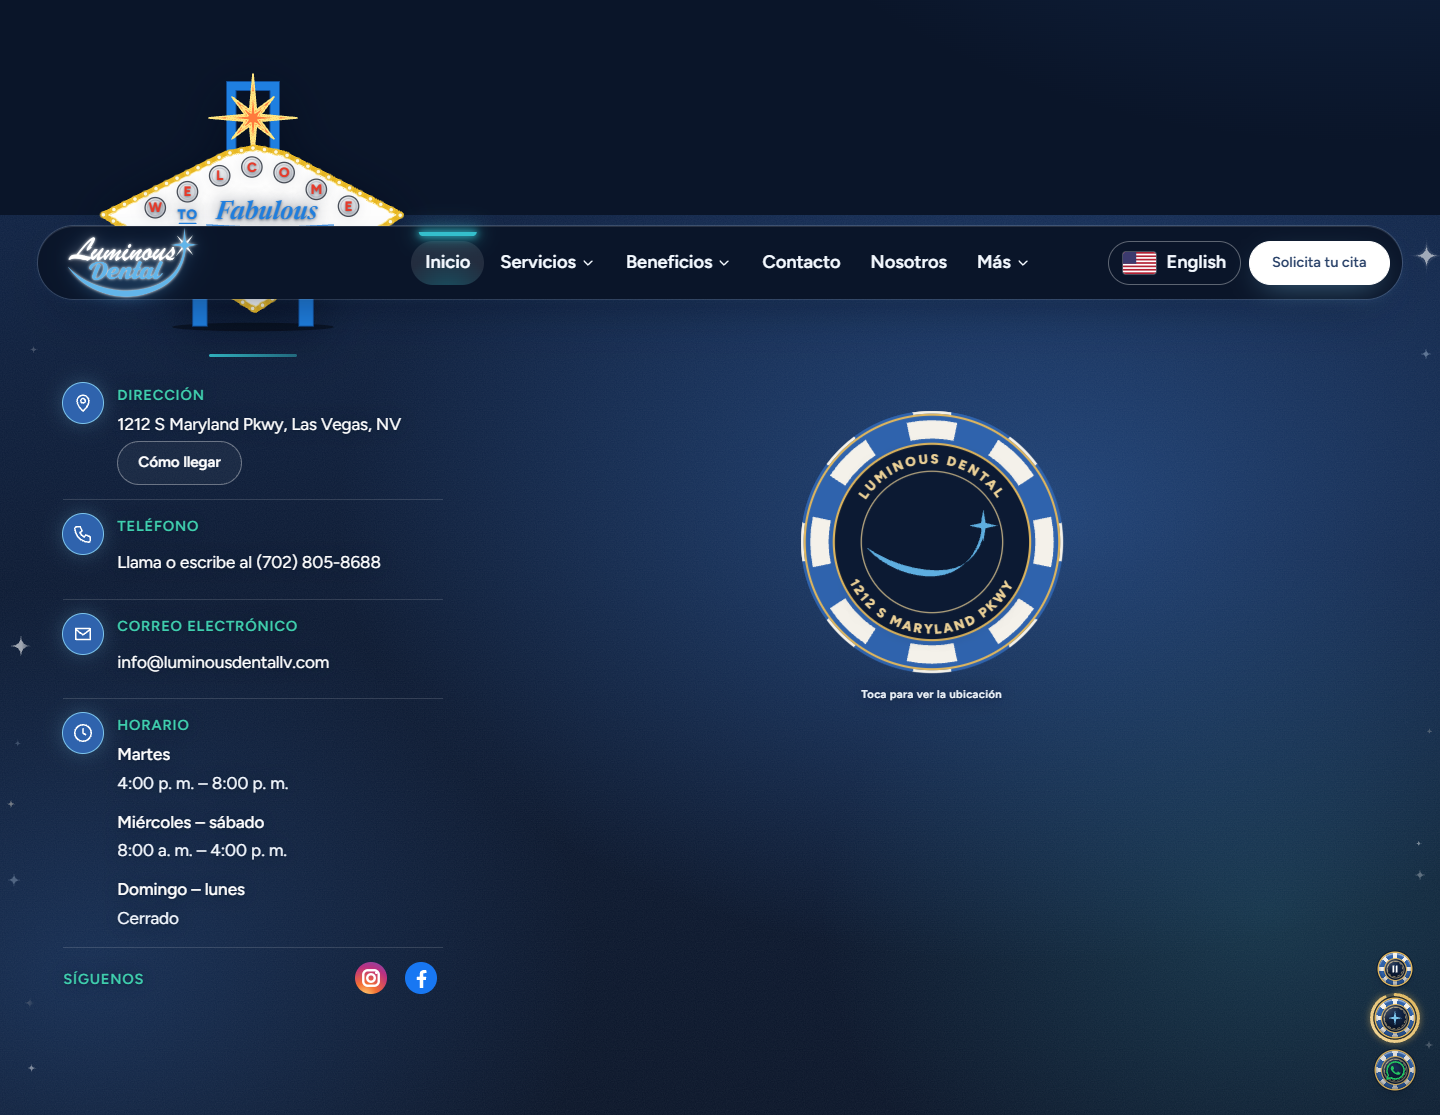 WELCOME
TO Fabulous
Luminous
Dental
Inicio
Servicios
Beneficios
Contacto
Nosotros
Más
English
Solicita tu cita
DIRECCIÓN
1212 S Maryland Pkwy, Las Vegas, NV
Cómo llegar
TELÉFONO
Llama o escribe al (702) 805-8688
CORREO ELECTRÓNICO
info@luminousdentallv.com
HORARIO
Martes
4:00 p. m. – 8:00 p. m.
Miércoles – sábado
8:00 a. m. – 4:00 p. m.
Domingo – lunes
Cerrado
SÍGUENOS
LUMINOUS DENTAL
1212 S MARYLAND PKWY
Toca para ver la ubicación